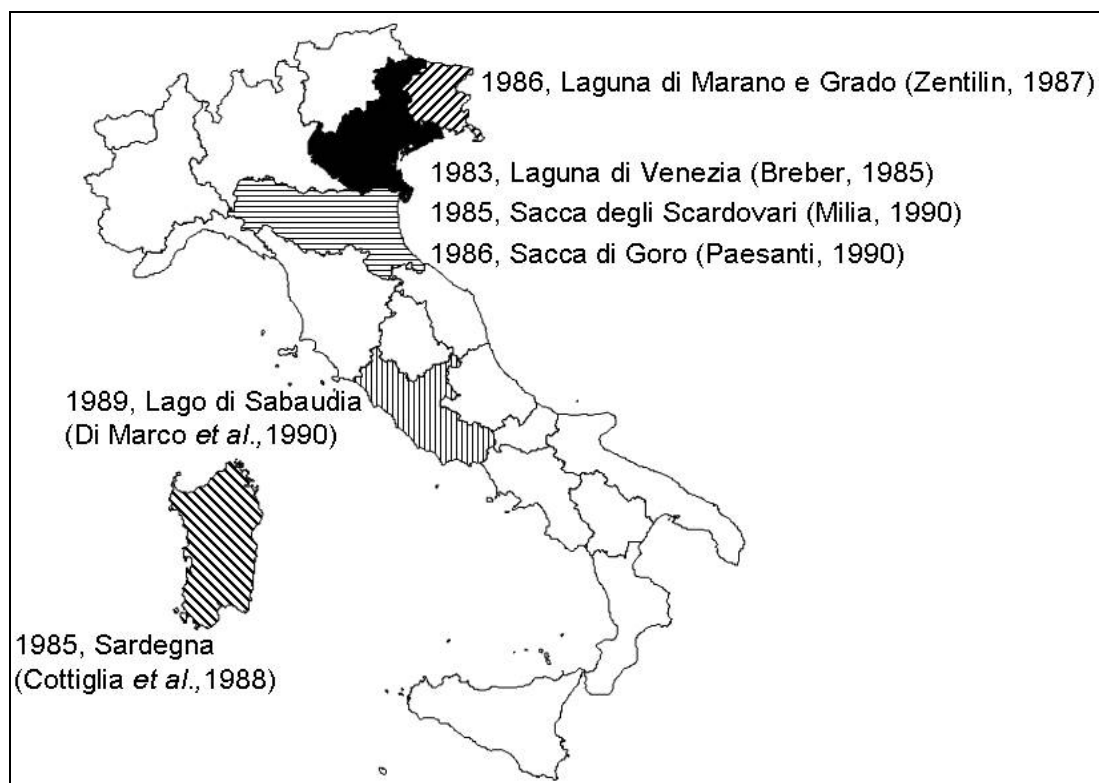 1986, Laguna di Marano e Grado (Zentilin, 1987)
1983, Laguna di Venezia (Breber, 1985)
1985, Sacca degli Scardovari (Milia, 1990)
1986, Sacca di Goro (Paesanti, 1990)
1989, Lago di Sabaudia
(Di Marco et al.,1990)
1985, Sardegna
(Cottiglia et al.,1988)